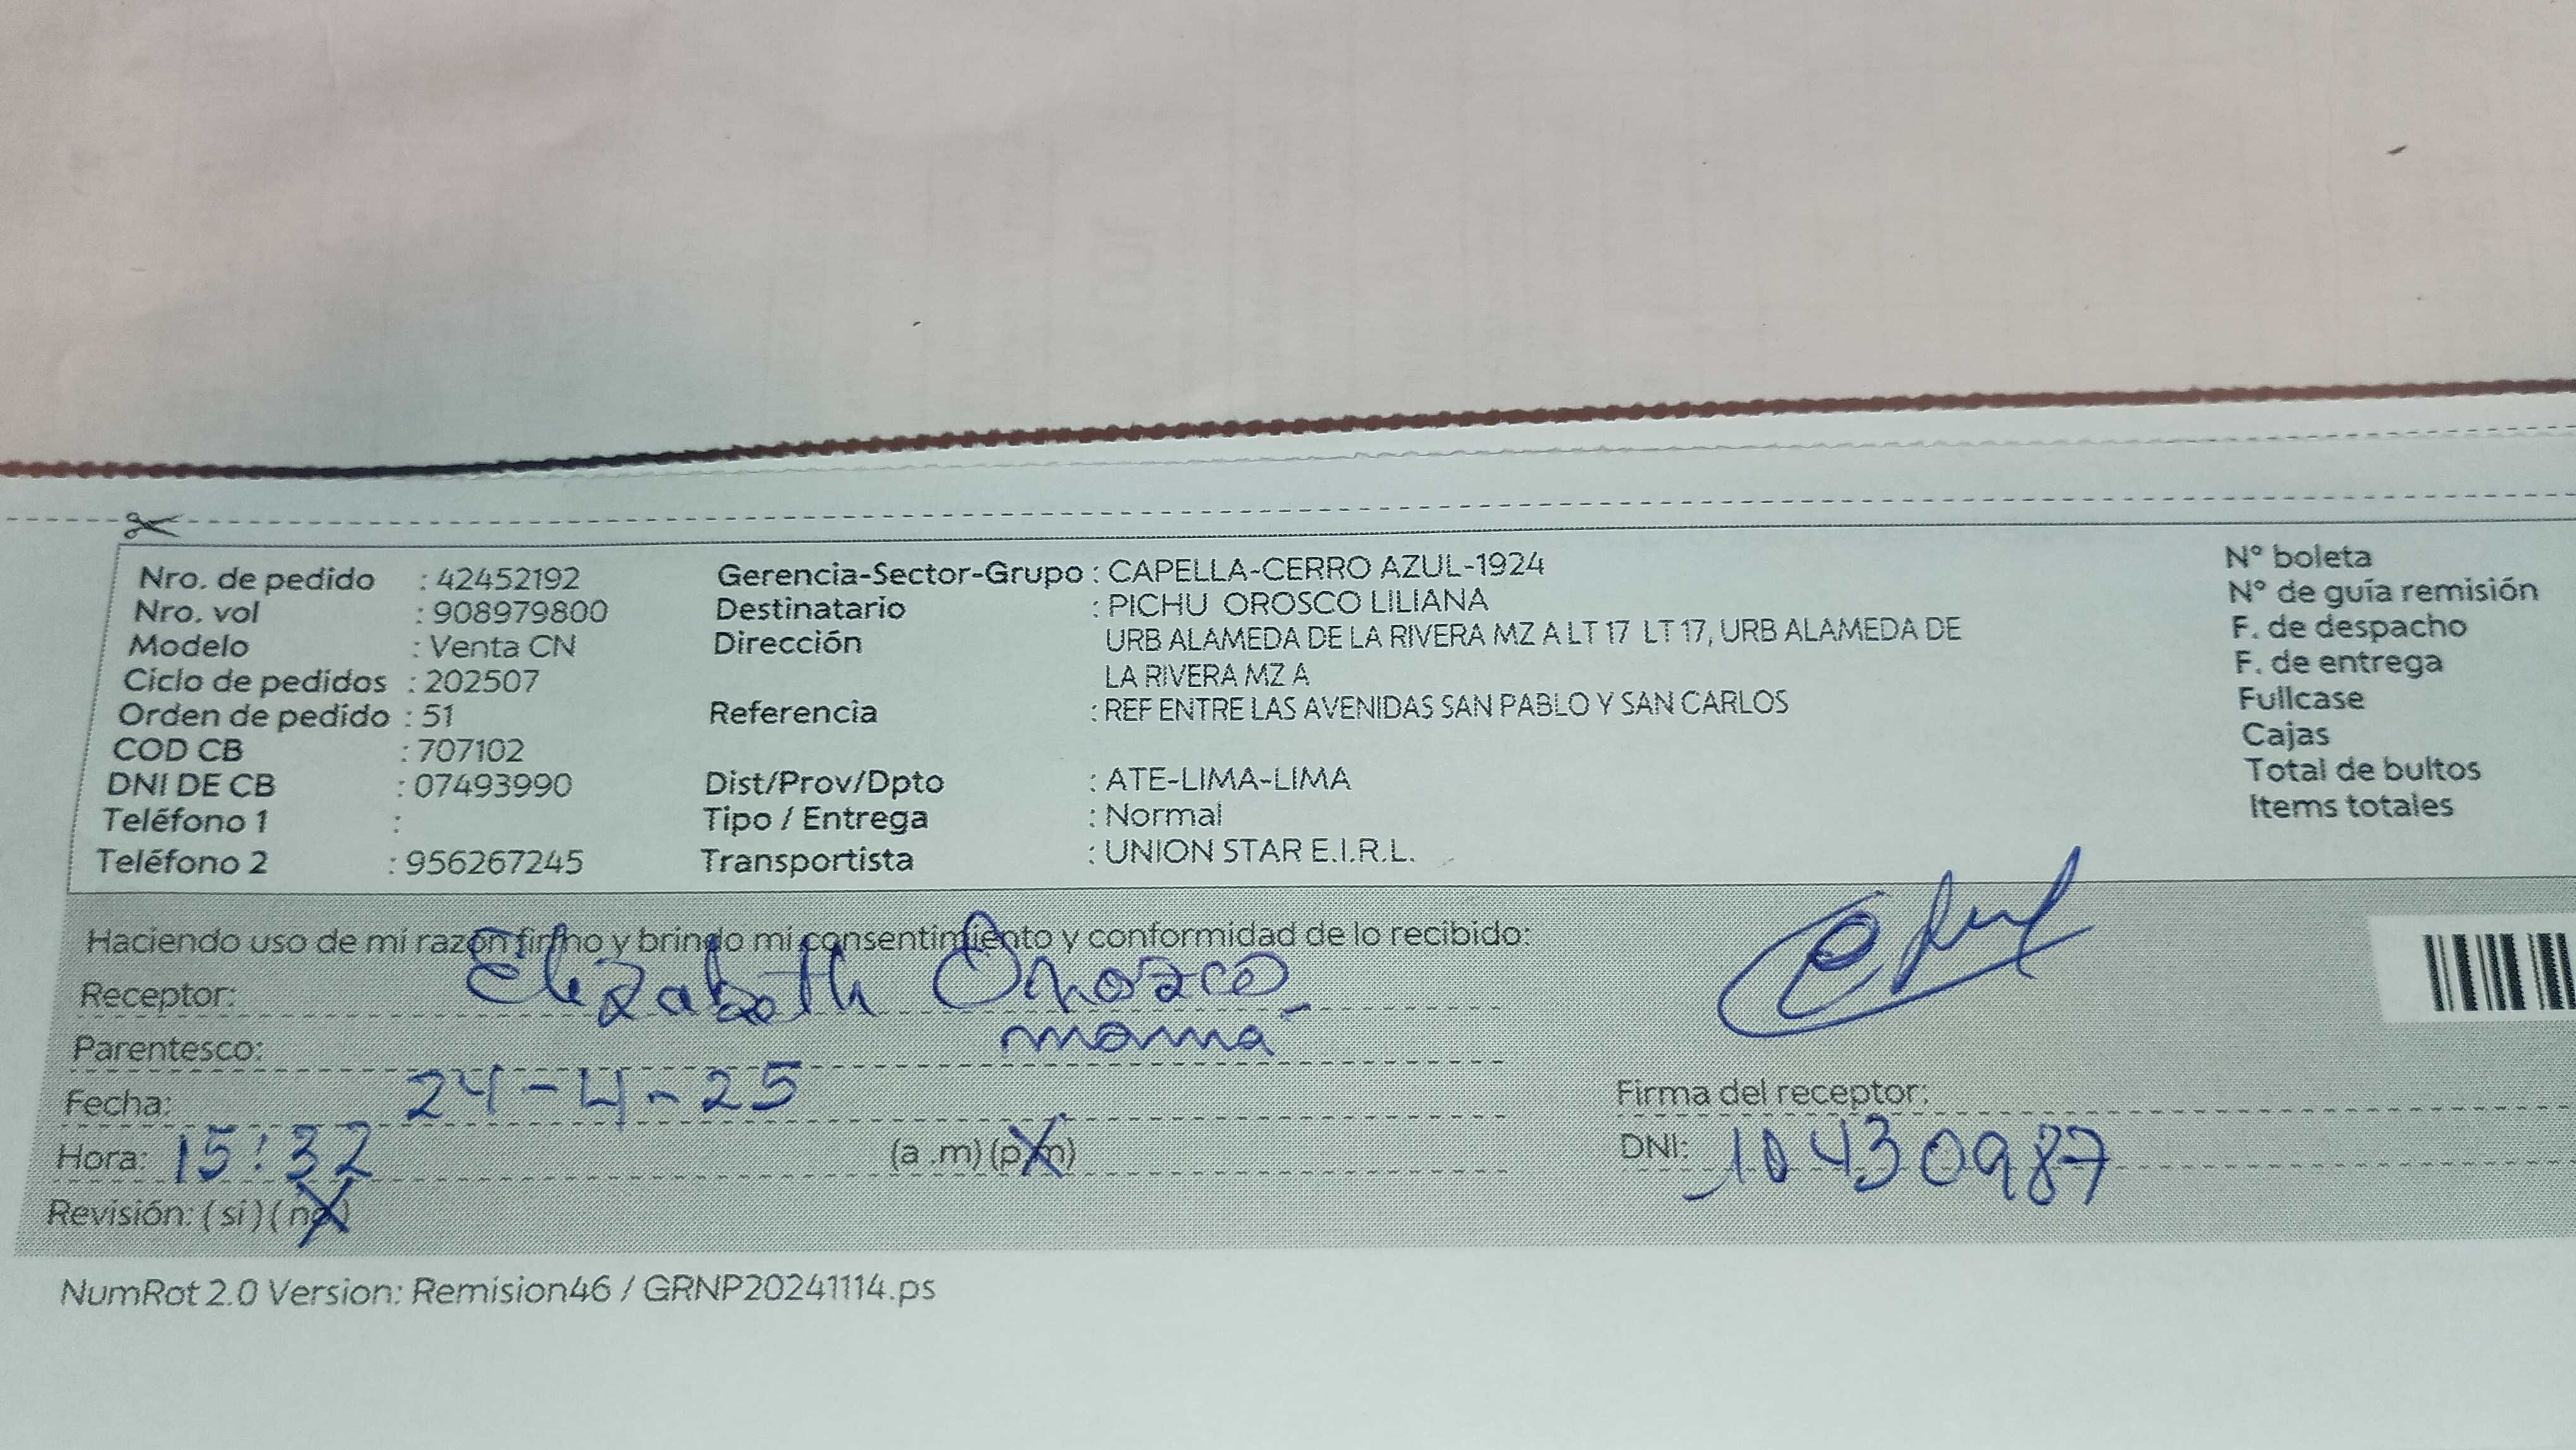 Nro. de pedido : 42452192
Nro. vol : 908979800
Modelo : Venta CN
Ciclo de pedidos : 202507
Orden de pedido : 51
COD CB : 707102
DNI DE CB : 07493990
Teléfono 1 :
Teléfono 2 : 956267245
Gerencia-Sector-Grupo : CAPELLA-CERRO AZUL-1924
Destinatario : PICHU OROSCO LILIANA
Dirección URB ALAMEDA DE LA RIVERA MZ A LT 17 LT 17, URB ALAMEDA DE
LA RIVERA MZ A
Referencia : REF ENTRE LAS AVENIDAS SAN PABLO Y SAN CARLOS
Dist/Prov/Dpto : ATE-LIMA-LIMA
Tipo / Entrega : Normal
Transportista : UNION STAR E.I.R.L.
N° boleta
N° de guía remisión
F. de despacho
F. de entrega
Fullcase
Cajas
Total de bultos
Items totales
Haciendo uso de mi razón firmo y brindo mi consentimiento y conformidad de lo recibido:
Receptor: Elizabeth Orozco
Parentesco: mamá
Fecha: 24-4-25
Hora: 15:32 (a .m) (p.m)
Revisión: ( si ) ( no )
Firma del receptor:
DNI: 10430987
NumRot 2.0 Version: Remision46 / GRNP20241114.ps